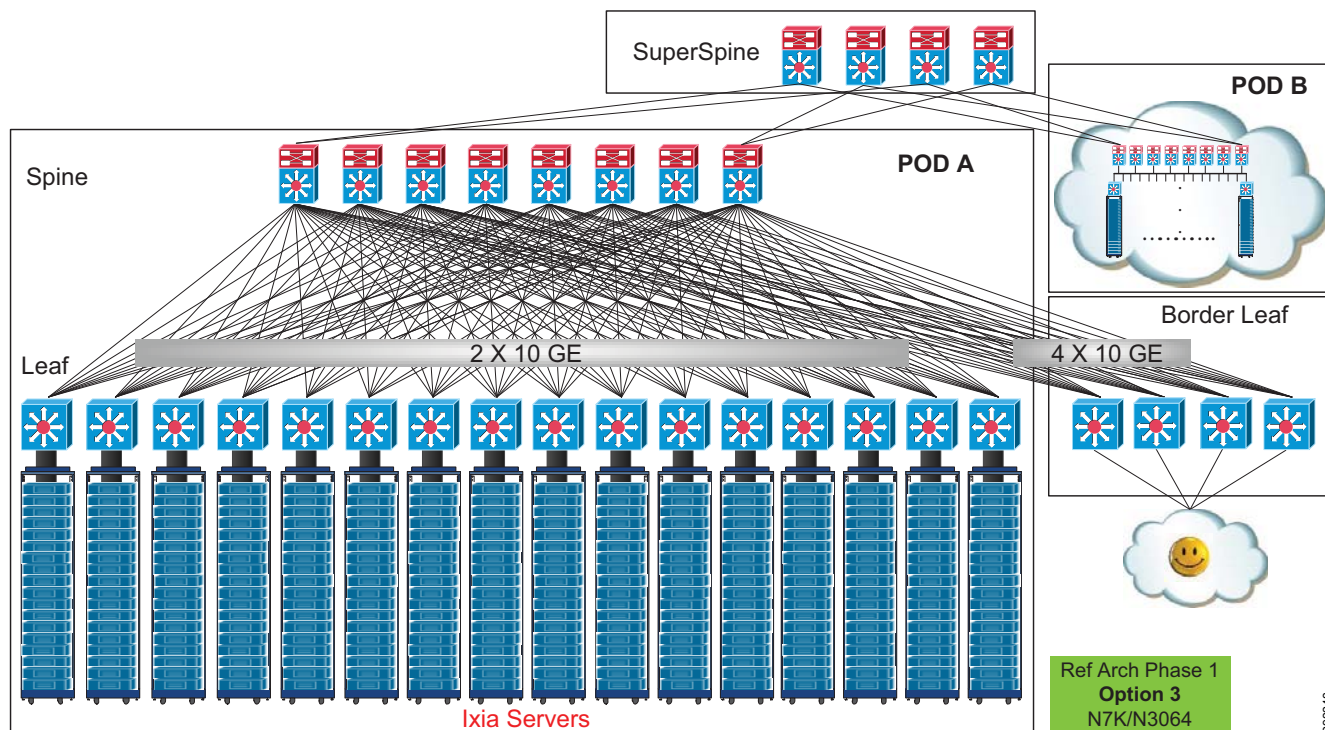 SuperSpine
POD B
Spine
POD A
Border Leaf
2 X 10 GE
4 X 10 GE
Leaf
Ixia Servers
Ref Arch Phase 1
Option 3
N7K/N3064